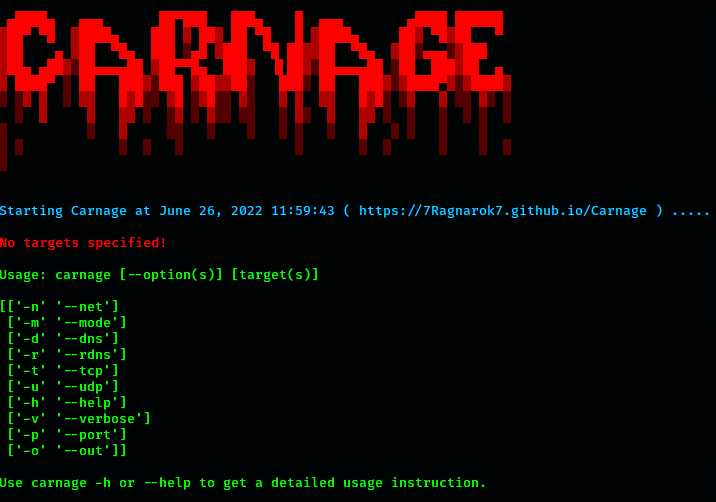 CARNAGE
Starting Carnage at June 26, 2022 11:59:43 ( https://7Ragnarok7.github.io/Carnage ) .....
No targets specified!
Usage: carnage [--option(s)] [target(s)]
[['-n' '--net']
['-m' '--mode']
['-d' '--dns']
['-r' '--rdns']
['-t' '--tcp']
['-u' '--udp']
['-h' '--help']
['-v' '--verbose']
['-p' '--port']
['-o' '--out']]
Use carnage -h or --help to get a detailed usage instruction.